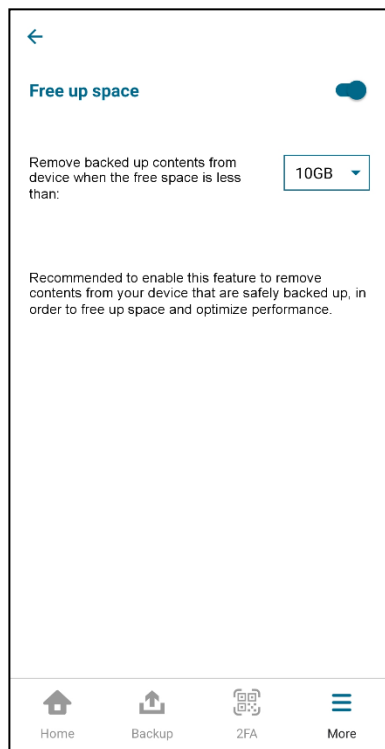 Free up space
Remove backed up contents from
device when the free space is less
than:
10GB
Recommended to enable this feature to remove
contents from your device that are safely backed up, in
order to free up space and optimize performance.
Home Backup 2FA More